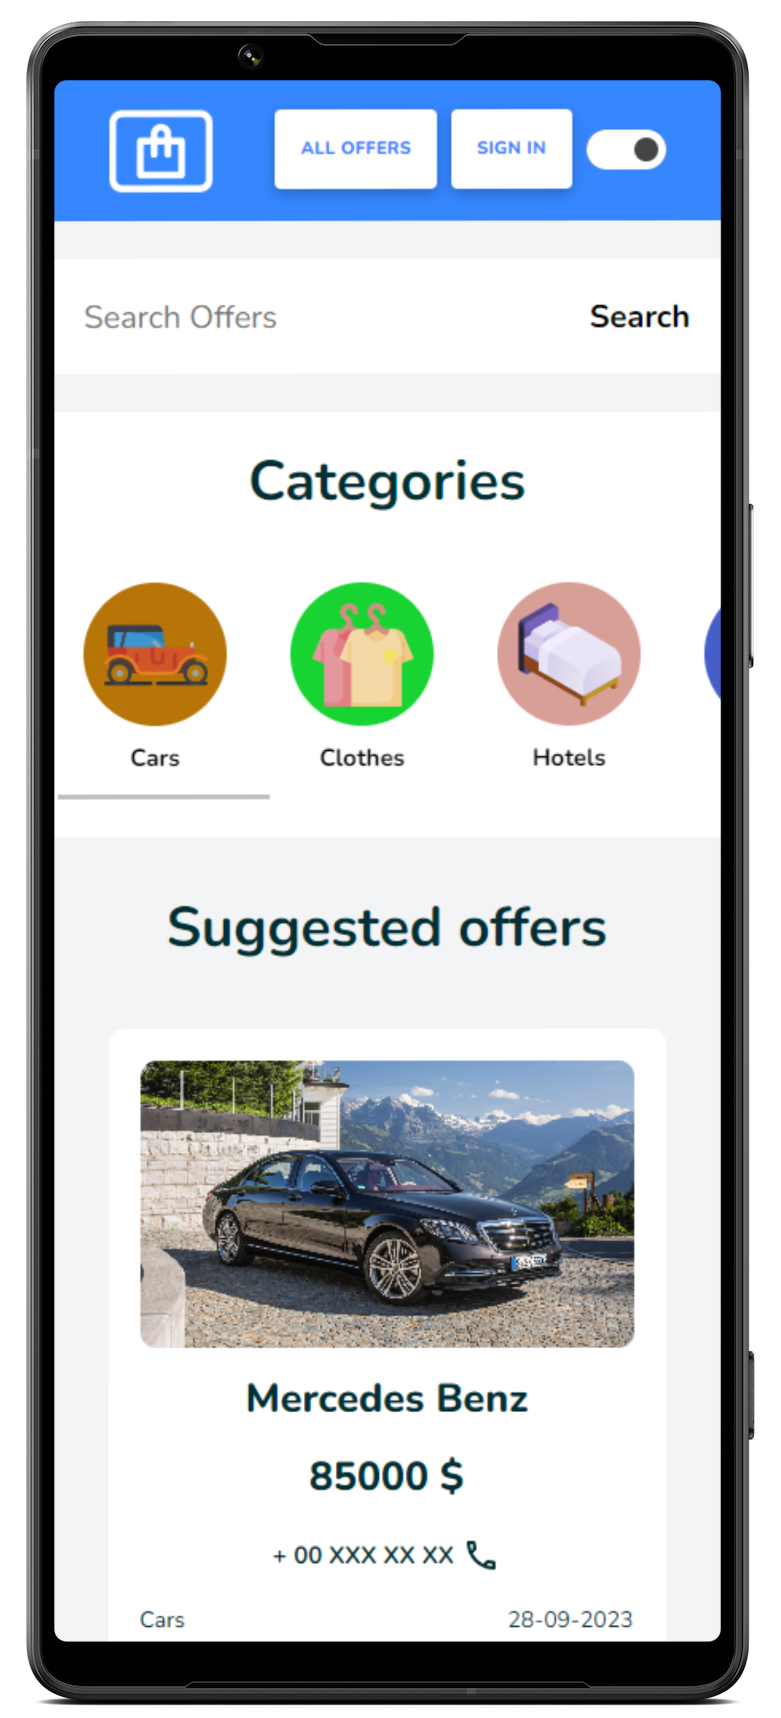 ALL OFFERS
SIGN IN
Search Offers
Search
Categories
Cars
Clothes
Hotels
Suggested offers
Mercedes Benz
85000 $
+ 00 XXX XX XX
Cars
28-09-2023